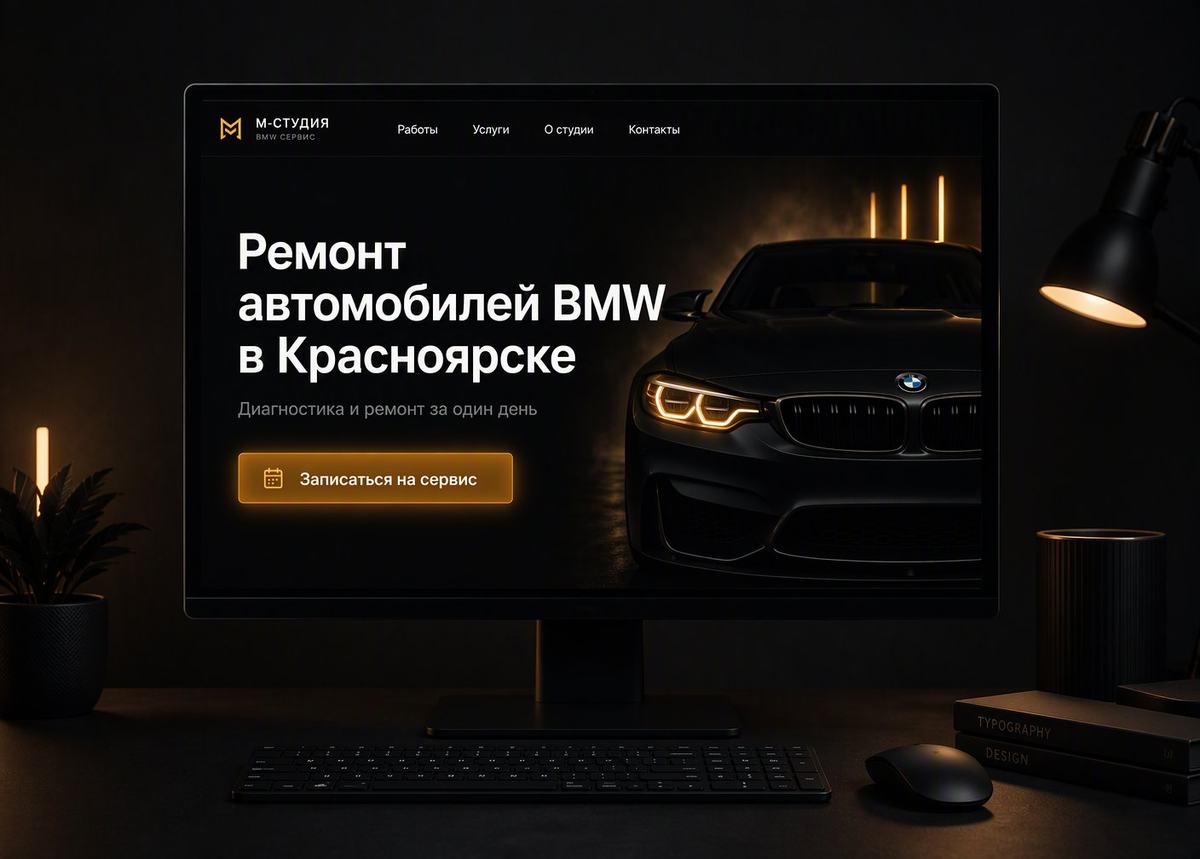 М-СТУДИЯ
BMW СЕРВИС
Работы
Услуги
О студии
Контакты
Ремонт
автомобилей BMW
в Красноярске
Диагностика и ремонт за один день
Записаться на сервис
TYPOGRAPHY
DESIGN